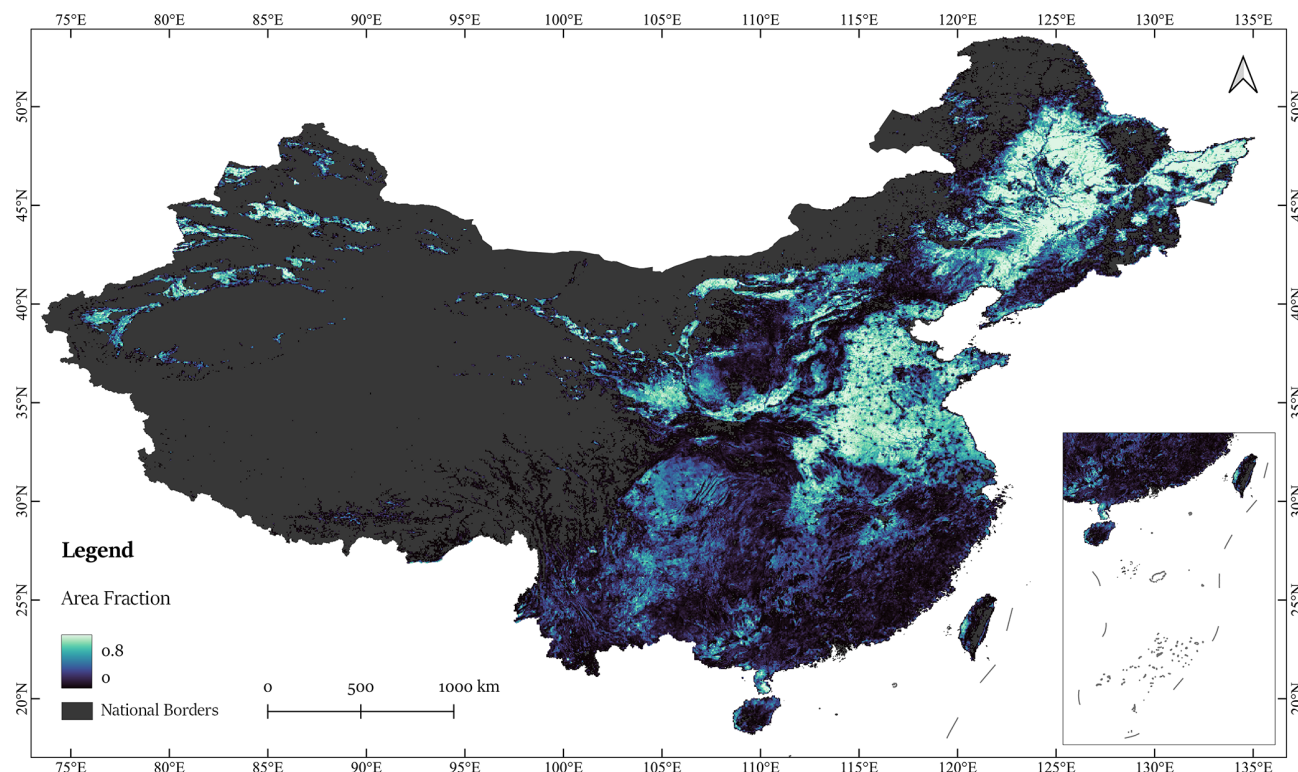 75°E 80°E 85°E 90°E 95°E 100°E 105°E 110°E 115°E 120°E 125°E 130°E 135°E
50°N 50°N
45°N 45°N
40°N 40°N
35°N 35°N
30°N 30°N
25°N 25°N
20°N 20°N
Legend
Area Fraction
0.8
0
National Borders
0 500 1000 km
75°E 80°E 85°E 90°E 95°E 100°E 105°E 110°E 115°E 120°E 125°E 130°E 135°E